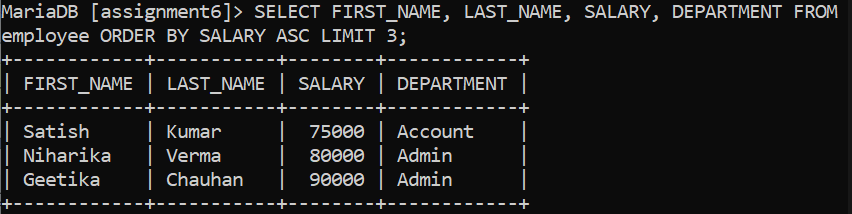 MariaDB [assignment6]> SELECT FIRST_NAME, LAST_NAME, SALARY, DEPARTMENT FROM
employee ORDER BY SALARY ASC LIMIT 3;
+------------+-----------+--------+------------+
| FIRST_NAME | LAST_NAME | SALARY | DEPARTMENT |
+------------+-----------+--------+------------+
| Satish     | Kumar     |  75000 | Account    |
| Niharika   | Verma     |  80000 | Admin      |
| Geetika    | Chauhan   |  90000 | Admin      |
+------------+-----------+--------+------------+